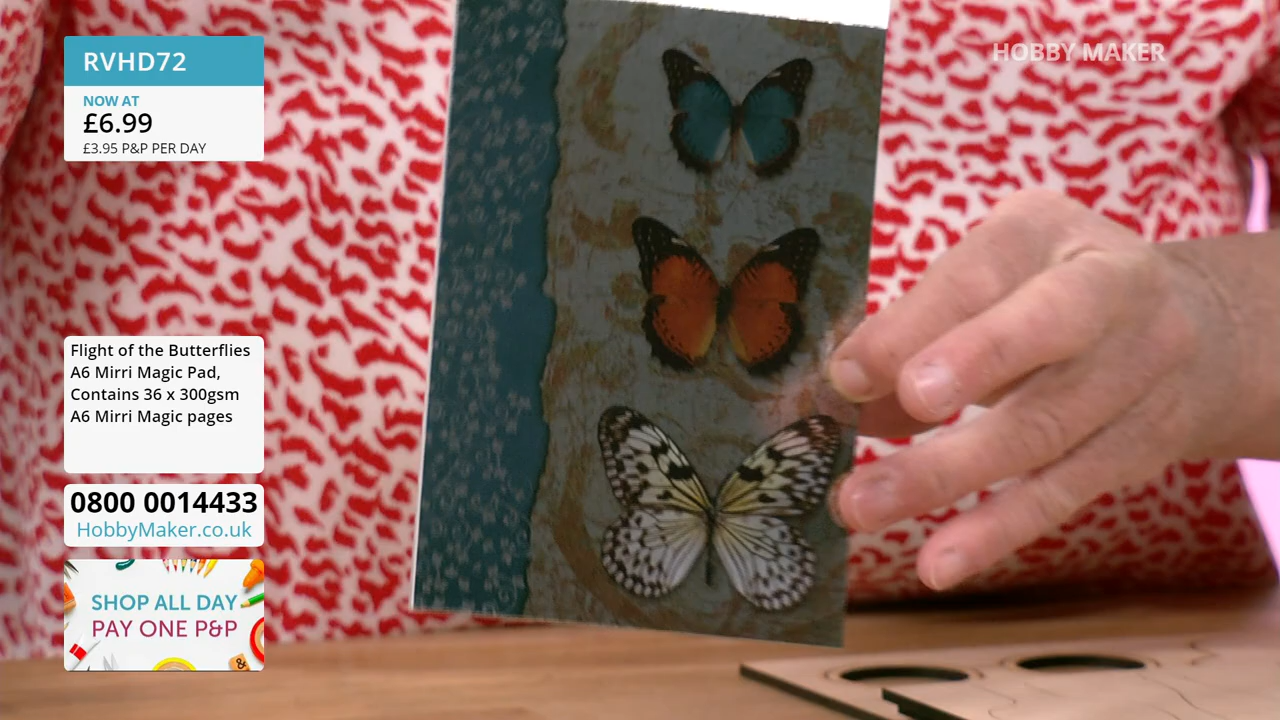 RVHD72
NOW AT
£6.99
£3.95 P&P PER DAY
HOBBY MAKER
Flight of the Butterflies
A6 Mirri Magic Pad,
Contains 36 x 300gsm
A6 Mirri Magic pages
0800 0014433
HobbyMaker.co.uk
SHOP ALL DAY
PAY ONE P&P
&